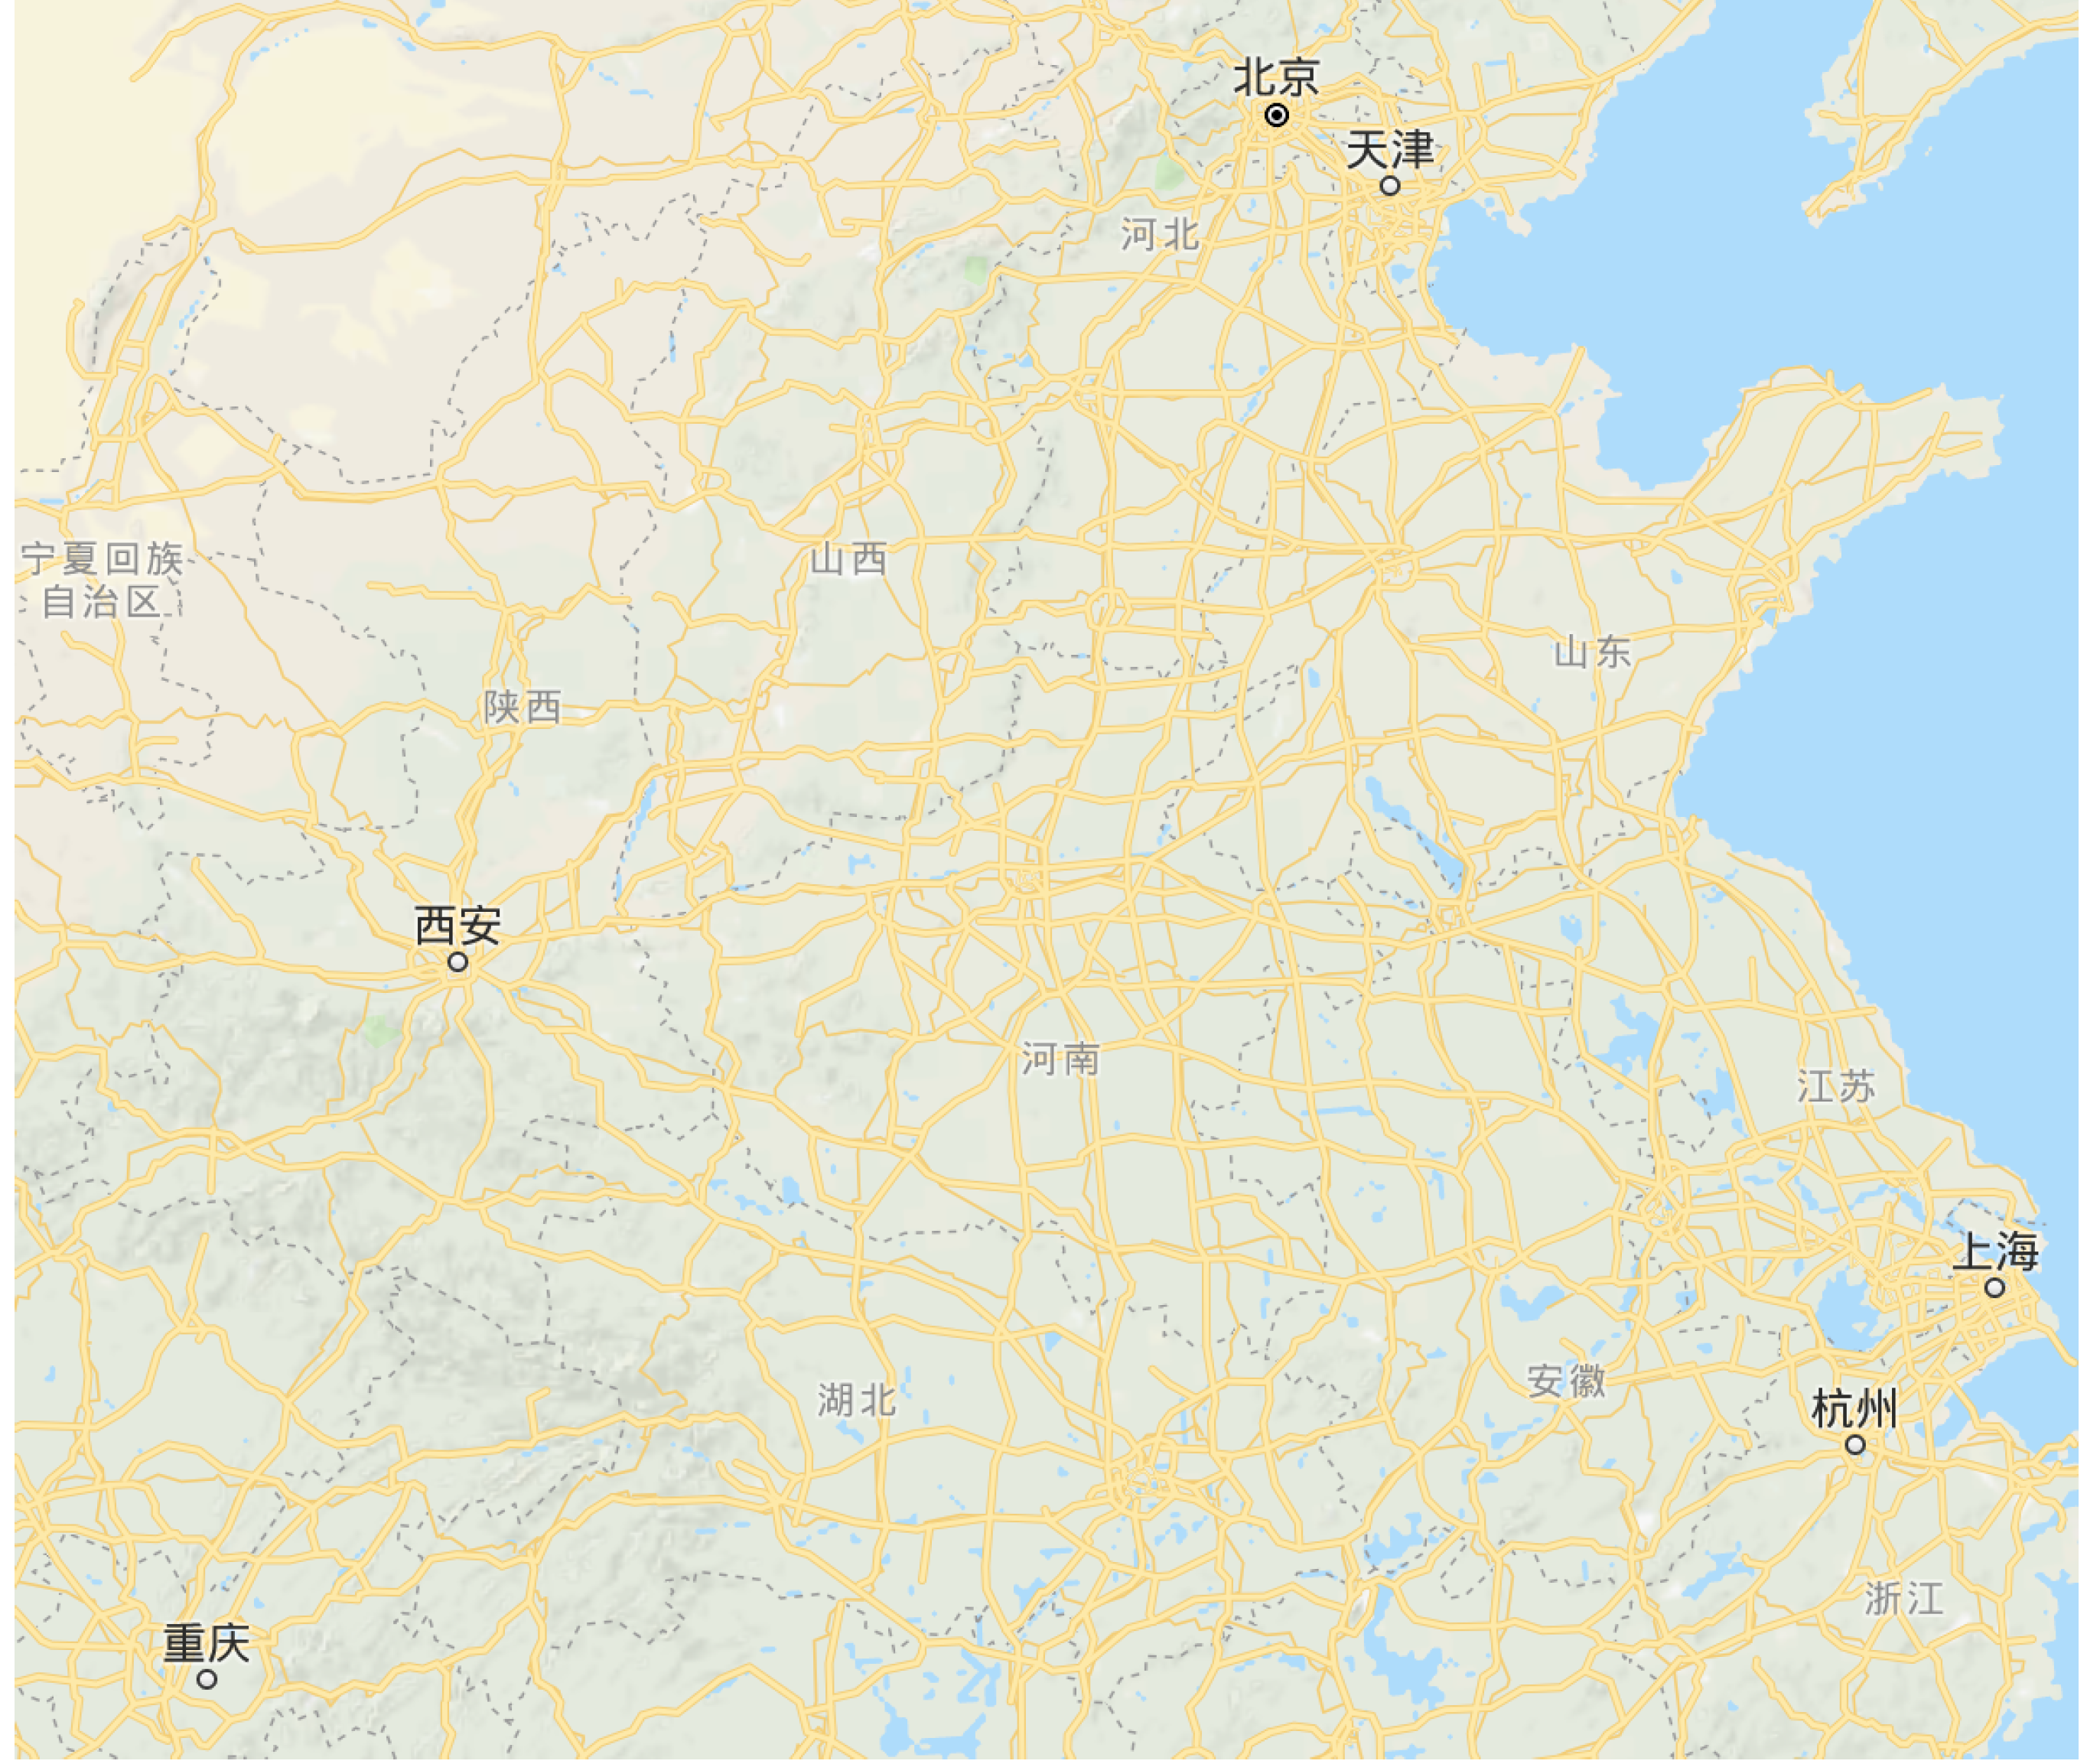 北京
天津
河北
宁夏回族
自治区
山西
山东
陕西
西安
河南
江苏
上海
安徽
湖北
杭州
浙江
重庆